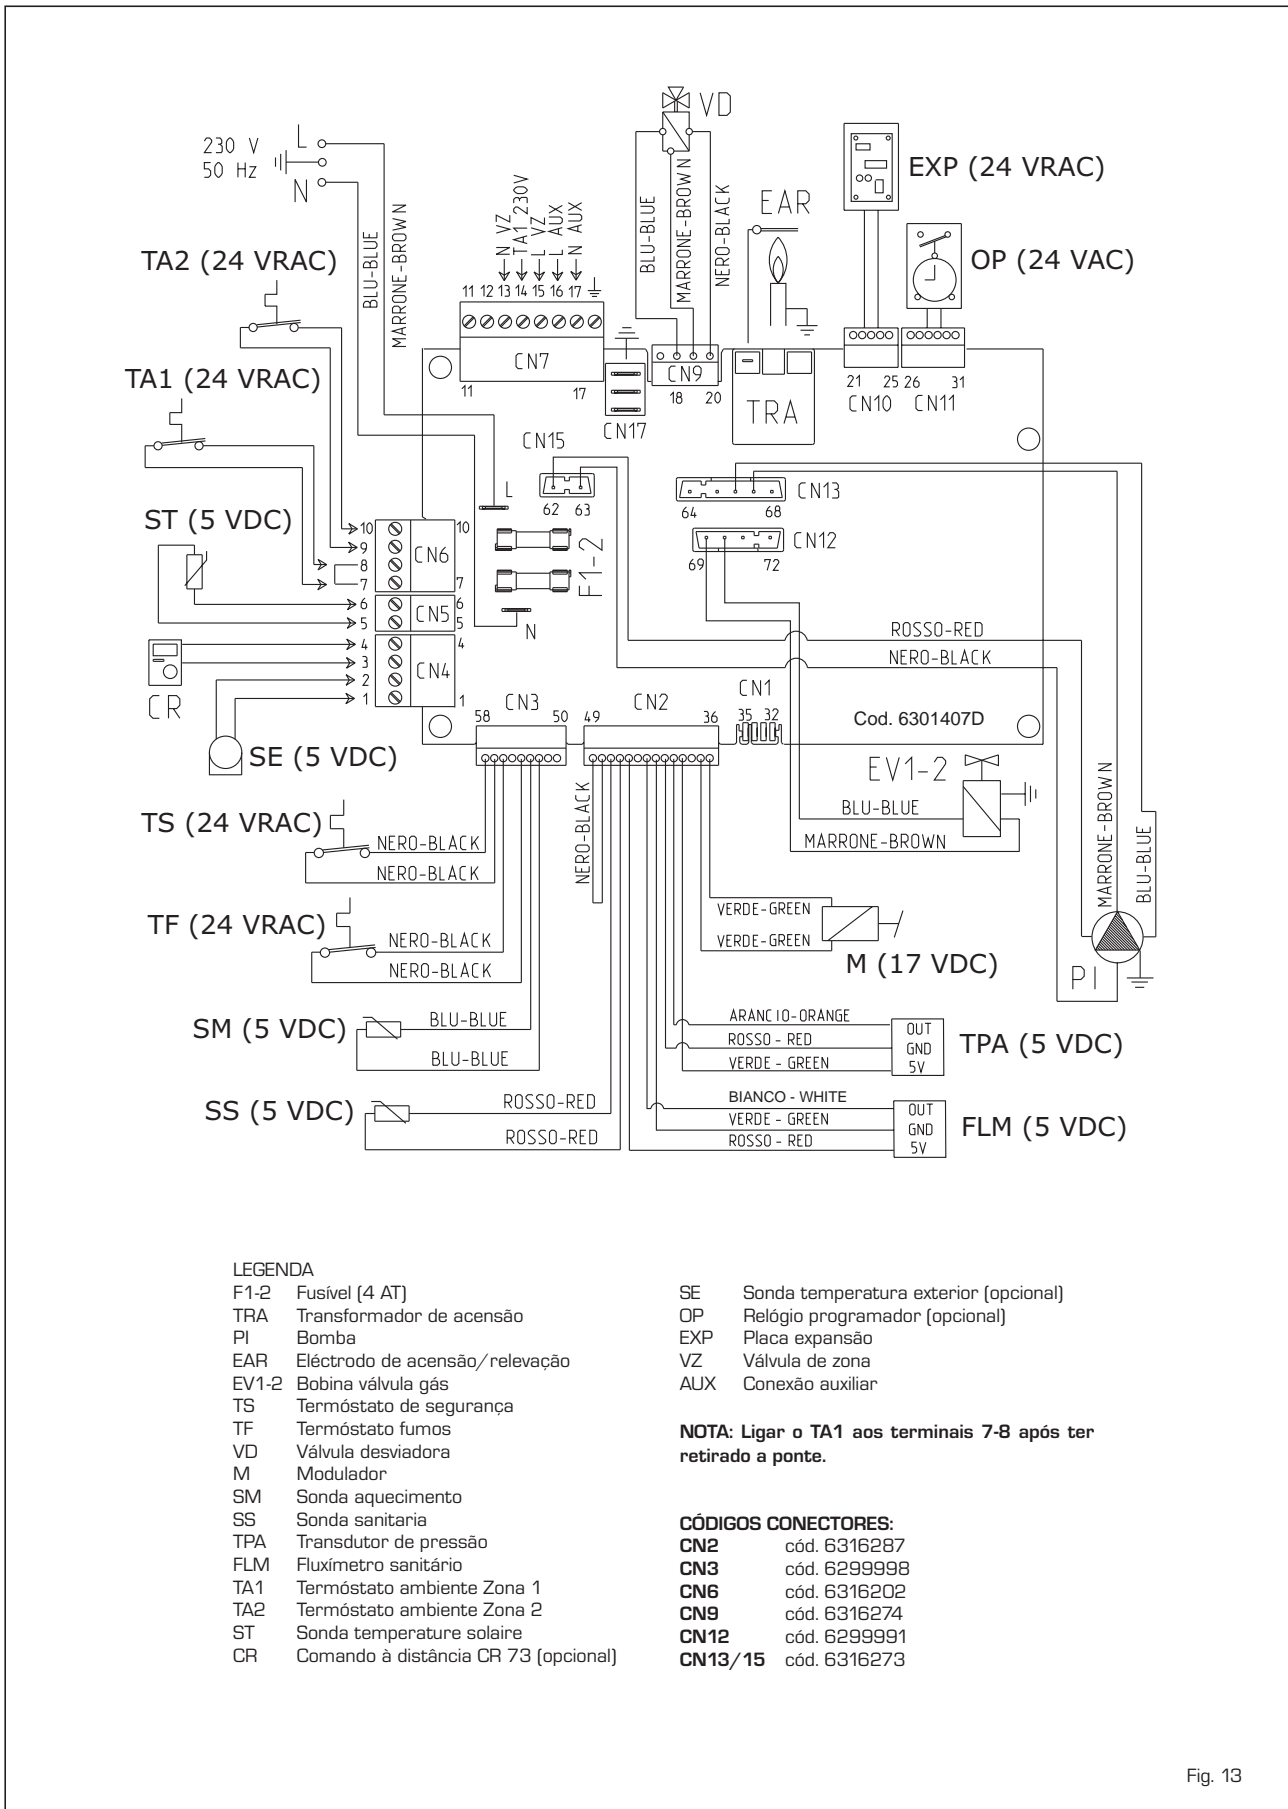 230 V
50 Hz
L
N
BLU-BLUE
MARRONE-BROWN
N VZ
TA1 230V
L VZ
L AUX
N AUX
VD
BLU-BLUE
MARRONE-BROWN
NERO-BLACK
EAR
EXP (24 VRAC)
OP (24 VAC)
TA2 (24 VRAC)
TA1 (24 VRAC)
ST (5 VDC)
11 12 13 14 15 16 17
CN7
11 17
CN17
CN9
18 20
TRA
21 25
CN10
26 31
CN11
CN15
62 63
L
F1-2
N
CN13
64 68
CN12
69 72
10
9
8
7
CN6
10
7
6
5
CN5
6
5
4
3
2
1
CN4
4
1
CR
SE (5 VDC)
ROSSO-RED
NERO-BLACK
58 CN3 50
49 CN2 36
CN1
35 32
Cod. 6301407D
EV1-2
BLU-BLUE
MARRONE-BROWN
MARRONE-BROWN
BLU-BLUE
TS (24 VRAC)
NERO-BLACK
NERO-BLACK
NERO-BLACK
TF (24 VRAC)
NERO-BLACK
NERO-BLACK
VERDE-GREEN
VERDE-GREEN
M (17 VDC)
PI
SM (5 VDC)
BLU-BLUE
BLU-BLUE
ARANCIO-ORANGE
ROSSO - RED
VERDE - GREEN
OUT
GND
5V
TPA (5 VDC)
SS (5 VDC)
ROSSO-RED
ROSSO-RED
BIANCO - WHITE
VERDE - GREEN
ROSSO - RED
OUT
GND
5V
FLM (5 VDC)
LEGENDA
F1-2 Fusível (4 AT)
TRA Transformador de acensão
PI Bomba
EAR Eléctrodo de acensão/relevação
EV1-2 Bobina válvula gás
TS Termóstato de segurança
TF Termóstato fumos
VD Válvula desviadora
M Modulador
SM Sonda aquecimento
SS Sonda sanitaria
TPA Transdutor de pressão
FLM Fluxímetro sanitário
TA1 Termóstato ambiente Zona 1
TA2 Termóstato ambiente Zona 2
ST Sonda temperature solaire
CR Comando à distância CR 73 (opcional)
SE Sonda temperatura exterior (opcional)
OP Relógio programador (opcional)
EXP Placa expansão
VZ Válvula de zona
AUX Conexão auxiliar
NOTA: Ligar o TA1 aos terminais 7-8 após ter
retirado a ponte.
CÓDIGOS CONECTORES:
CN2 cód. 6316287
CN3 cód. 6299998
CN6 cód. 6316202
CN9 cód. 6316274
CN12 cód. 6299991
CN13/15 cód. 6316273
Fig. 13